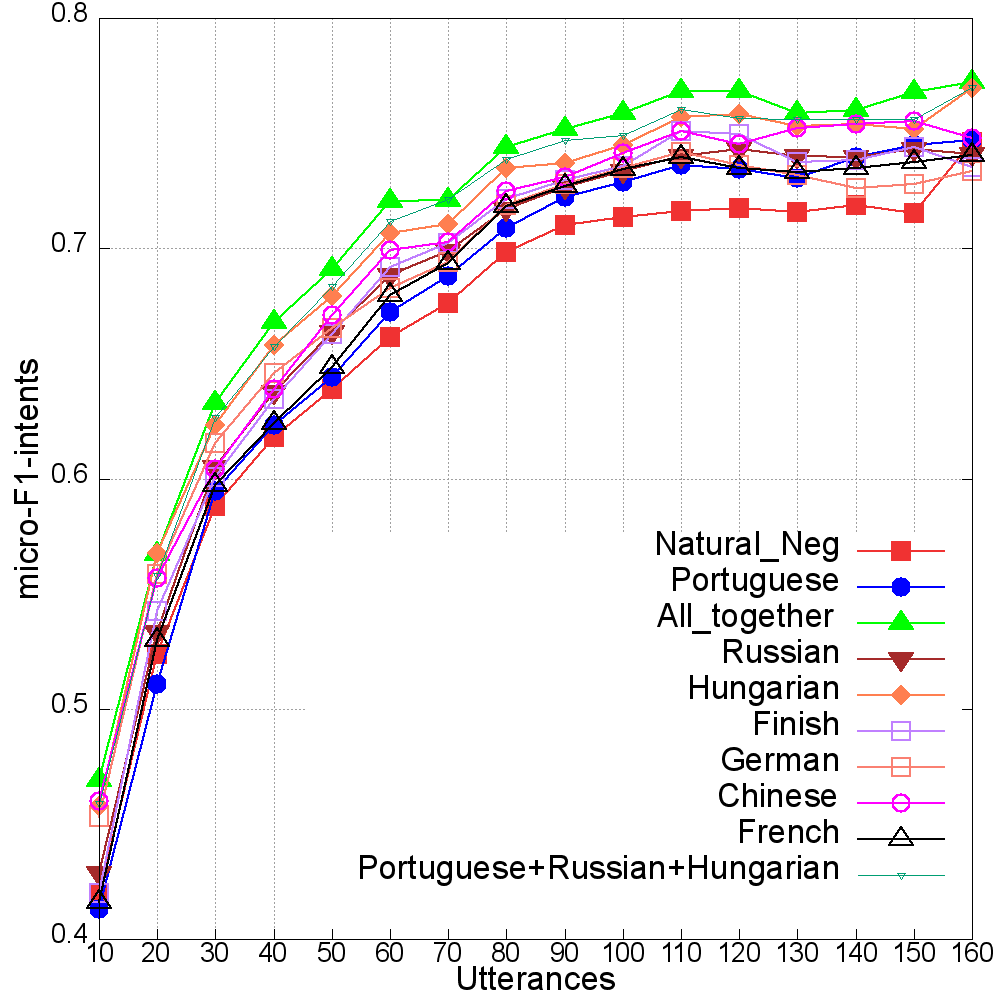 0.8
0.7
0.6
0.5
0.4
micro-F1-intents
Natural_Neg
Portuguese
All_together
Russian
Hungarian
Finish
German
Chinese
French
Portuguese+Russian+Hungarian
10 20 30 40 50 60 70 80 90 100 110 120 130 140 150 160
Utterances